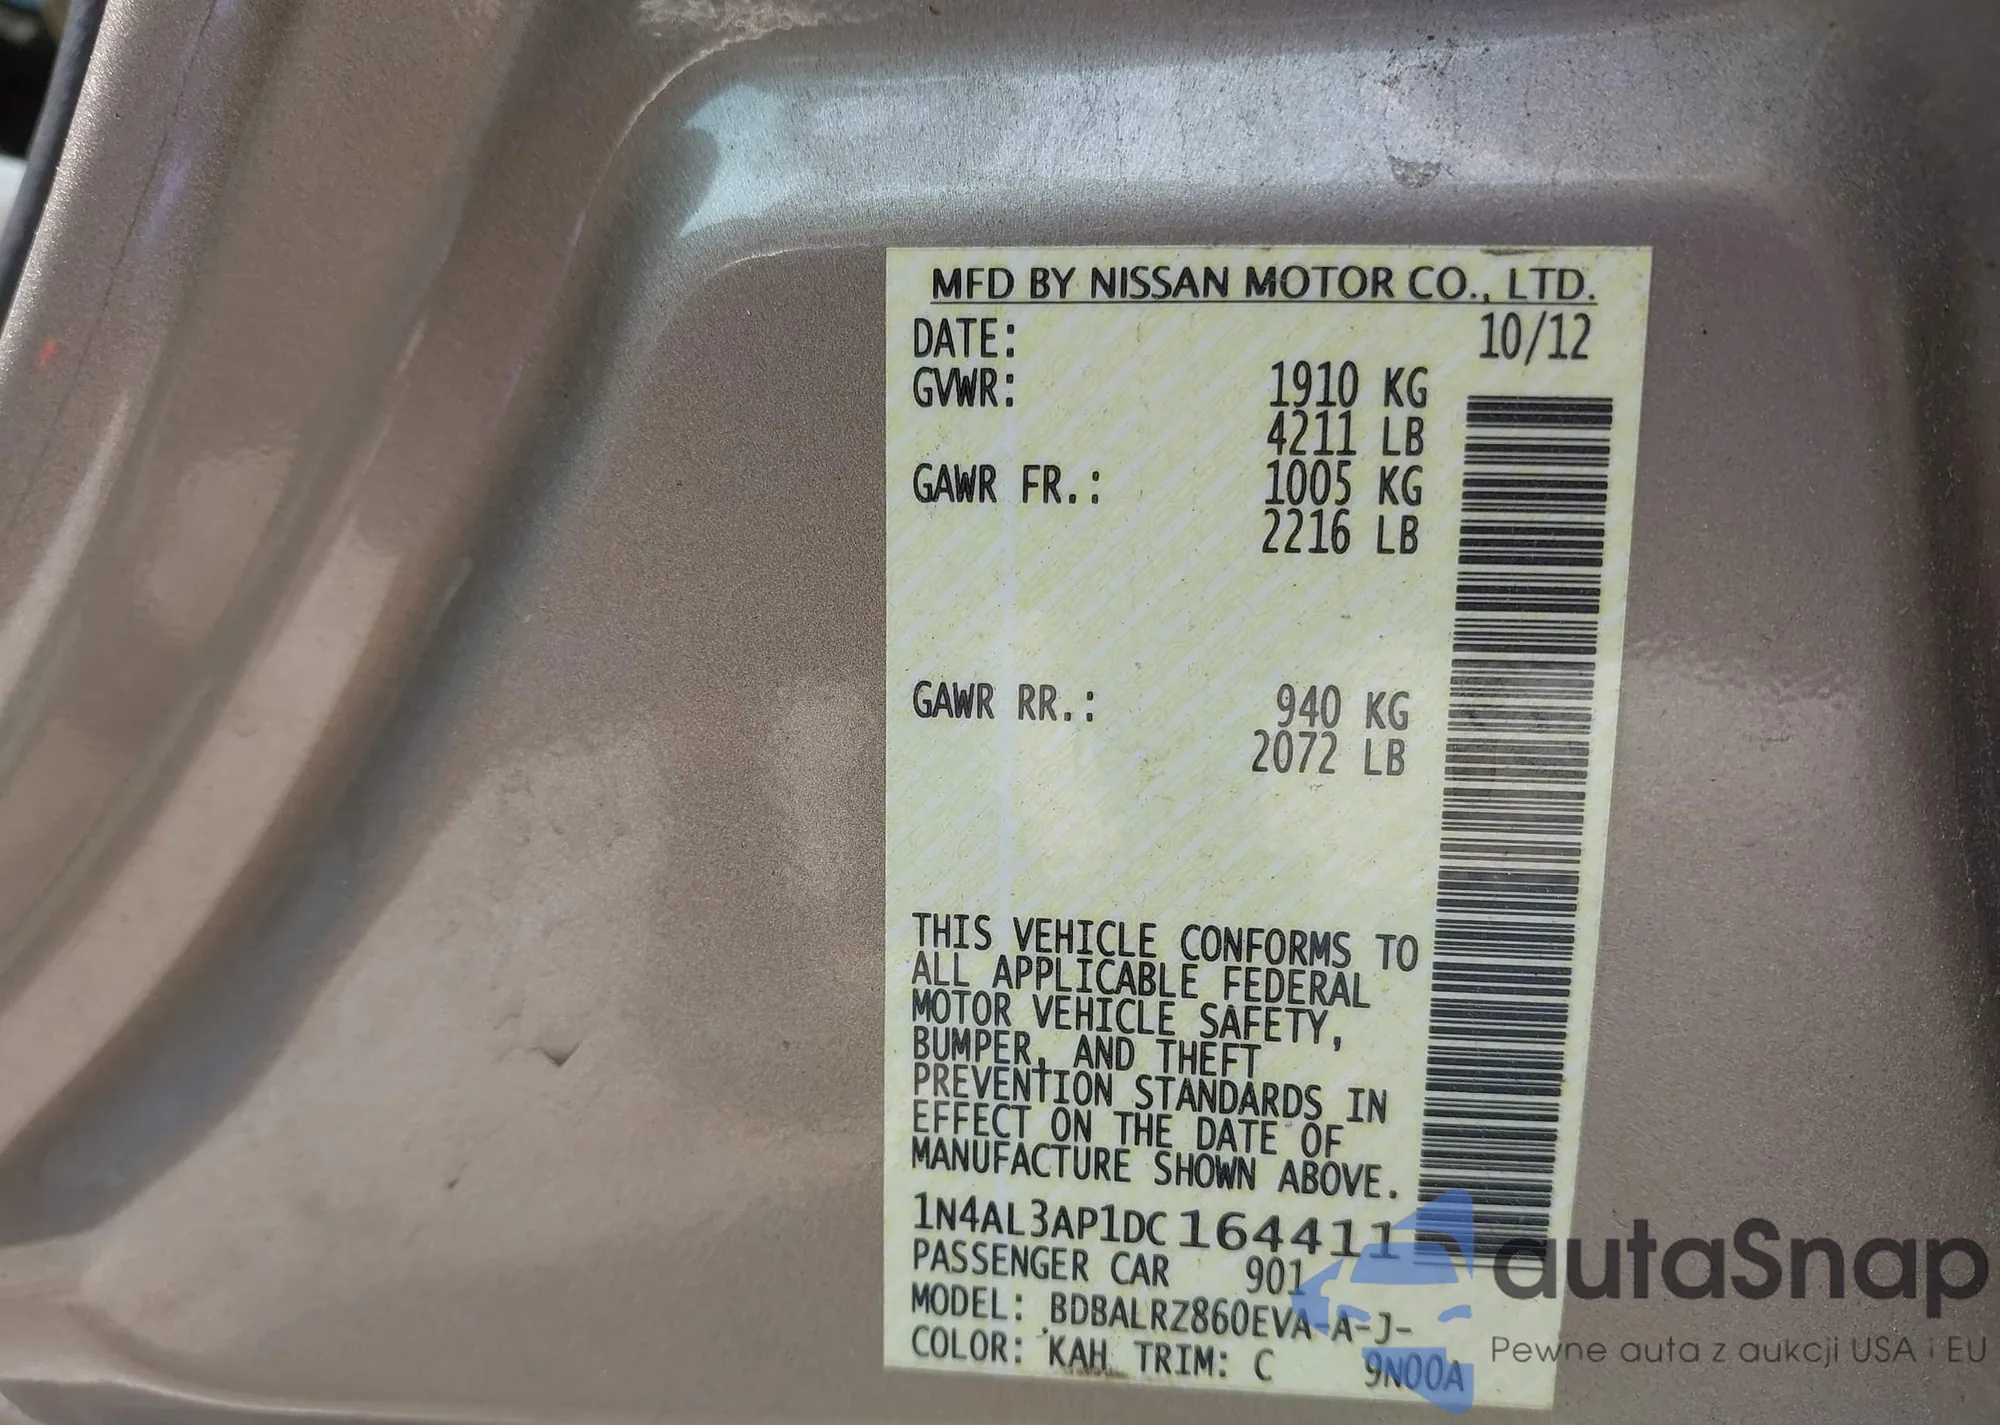 MFD BY NISSAN MOTOR CO., LTD.
DATE: 10/12
GVWR: 1910 KG
4211 LB
GAWR FR.: 1005 KG
2216 LB
GAWR RR.: 940 KG
2072 LB
THIS VEHICLE CONFORMS TO
ALL APPLICABLE FEDERAL
MOTOR VEHICLE SAFETY,
BUMPER, AND THEFT
PREVENTION STANDARDS IN
EFFECT ON THE DATE OF
MANUFACTURE SHOWN ABOVE.
1N4AL3AP1DC164411
PASSENGER CAR 901
MODEL: BDBALRZ860EVA-A-J-
COLOR: KAH TRIM: C 9N00A
autaSnap
Pewne auta z aukcji USA i EU